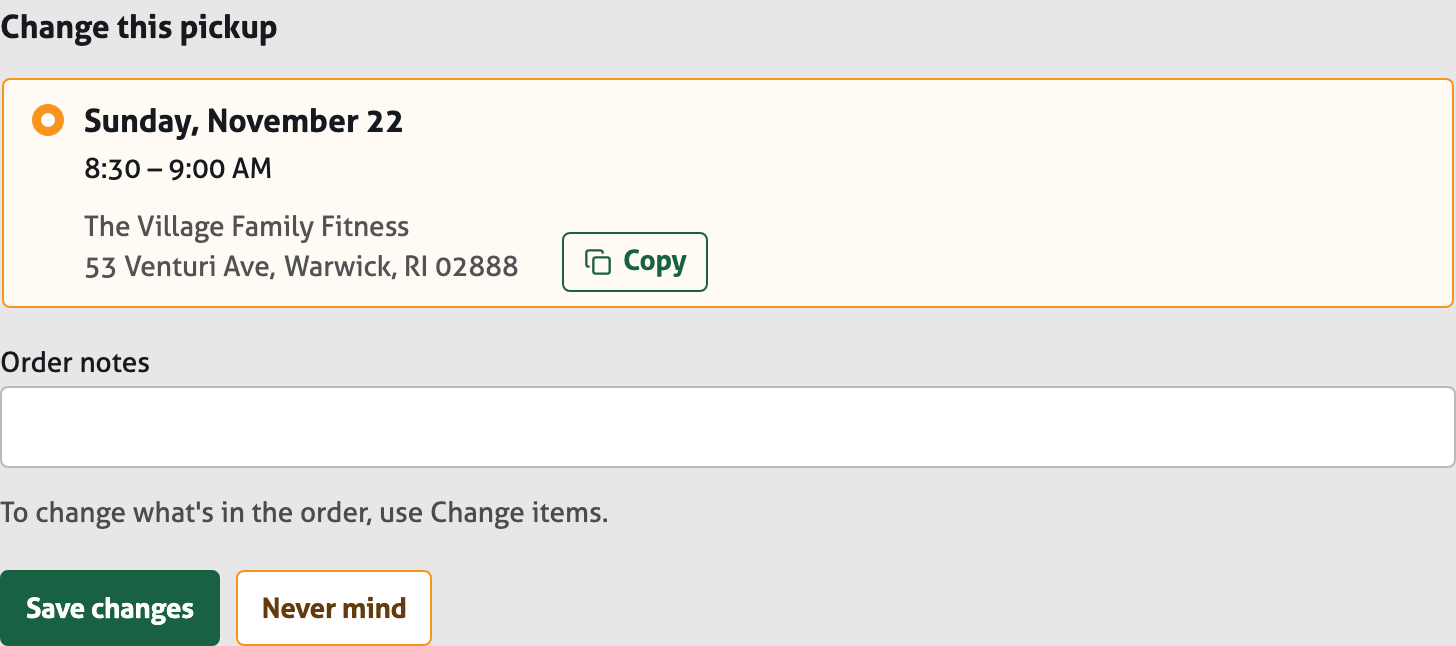 Change this pickup
Sunday, November 22
8:30 – 9:00 AM
The Village Family Fitness
53 Venturi Ave, Warwick, RI 02888
Copy
Order notes
To change what's in the order, use Change items.
Save changes
Never mind